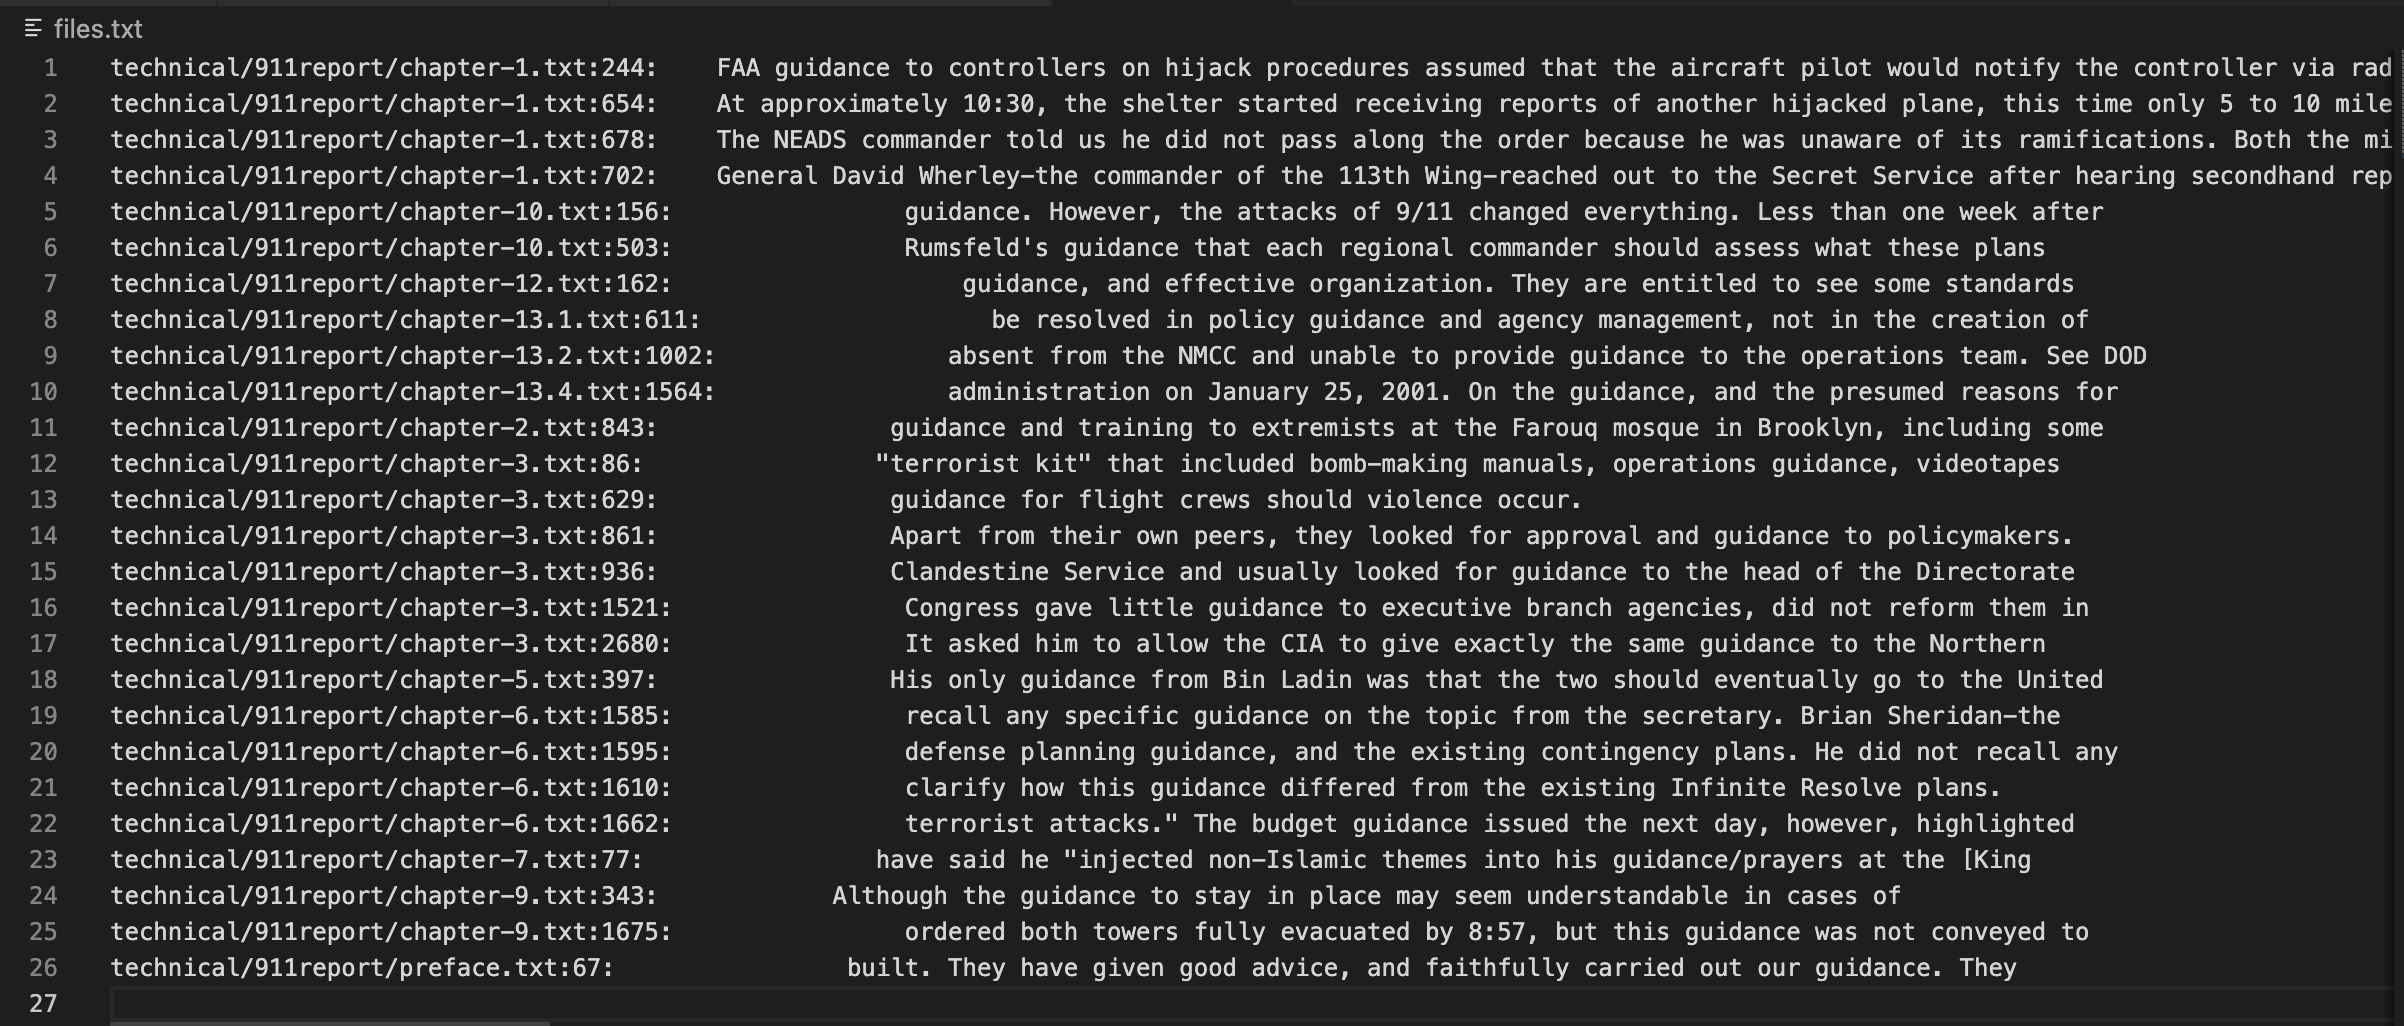 files.txt
1 technical/911report/chapter-1.txt:244: FAA guidance to controllers on hijack procedures assumed that the aircraft pilot would notify the controller via rad
2 technical/911report/chapter-1.txt:654: At approximately 10:30, the shelter started receiving reports of another hijacked plane, this time only 5 to 10 mile
3 technical/911report/chapter-1.txt:678: The NEADS commander told us he did not pass along the order because he was unaware of its ramifications. Both the mi
4 technical/911report/chapter-1.txt:702: General David Wherley-the commander of the 113th Wing-reached out to the Secret Service after hearing secondhand rep
5 technical/911report/chapter-10.txt:156: guidance. However, the attacks of 9/11 changed everything. Less than one week after
6 technical/911report/chapter-10.txt:503: Rumsfeld's guidance that each regional commander should assess what these plans
7 technical/911report/chapter-12.txt:162: guidance, and effective organization. They are entitled to see some standards
8 technical/911report/chapter-13.1.txt:611: be resolved in policy guidance and agency management, not in the creation of
9 technical/911report/chapter-13.2.txt:1002: absent from the NMCC and unable to provide guidance to the operations team. See DOD
10 technical/911report/chapter-13.4.txt:1564: administration on January 25, 2001. On the guidance, and the presumed reasons for
11 technical/911report/chapter-2.txt:843: guidance and training to extremists at the Farouq mosque in Brooklyn, including some
12 technical/911report/chapter-3.txt:86: "terrorist kit" that included bomb-making manuals, operations guidance, videotapes
13 technical/911report/chapter-3.txt:629: guidance for flight crews should violence occur.
14 technical/911report/chapter-3.txt:861: Apart from their own peers, they looked for approval and guidance to policymakers.
15 technical/911report/chapter-3.txt:936: Clandestine Service and usually looked for guidance to the head of the Directorate
16 technical/911report/chapter-3.txt:1521: Congress gave little guidance to executive branch agencies, did not reform them in
17 technical/911report/chapter-3.txt:2680: It asked him to allow the CIA to give exactly the same guidance to the Northern
18 technical/911report/chapter-5.txt:397: His only guidance from Bin Ladin was that the two should eventually go to the United
19 technical/911report/chapter-6.txt:1585: recall any specific guidance on the topic from the secretary. Brian Sheridan-the
20 technical/911report/chapter-6.txt:1595: defense planning guidance, and the existing contingency plans. He did not recall any
21 technical/911report/chapter-6.txt:1610: clarify how this guidance differed from the existing Infinite Resolve plans.
22 technical/911report/chapter-6.txt:1662: terrorist attacks." The budget guidance issued the next day, however, highlighted
23 technical/911report/chapter-7.txt:77: have said he "injected non-Islamic themes into his guidance/prayers at the [King
24 technical/911report/chapter-9.txt:343: Although the guidance to stay in place may seem understandable in cases of
25 technical/911report/chapter-9.txt:1675: ordered both towers fully evacuated by 8:57, but this guidance was not conveyed to
26 technical/911report/preface.txt:67: built. They have given good advice, and faithfully carried out our guidance. They
27